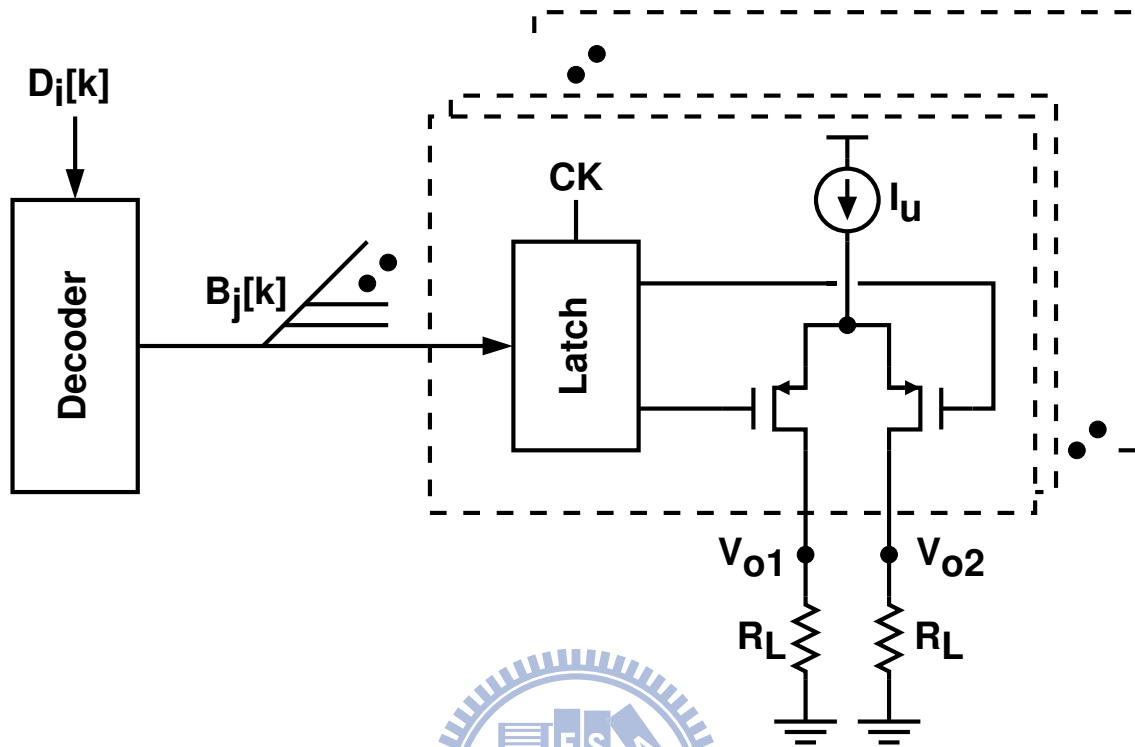 Di[k]
CK
Iu
Bj[k]
Decoder
Latch
Vo1
Vo2
RL
RL
E S